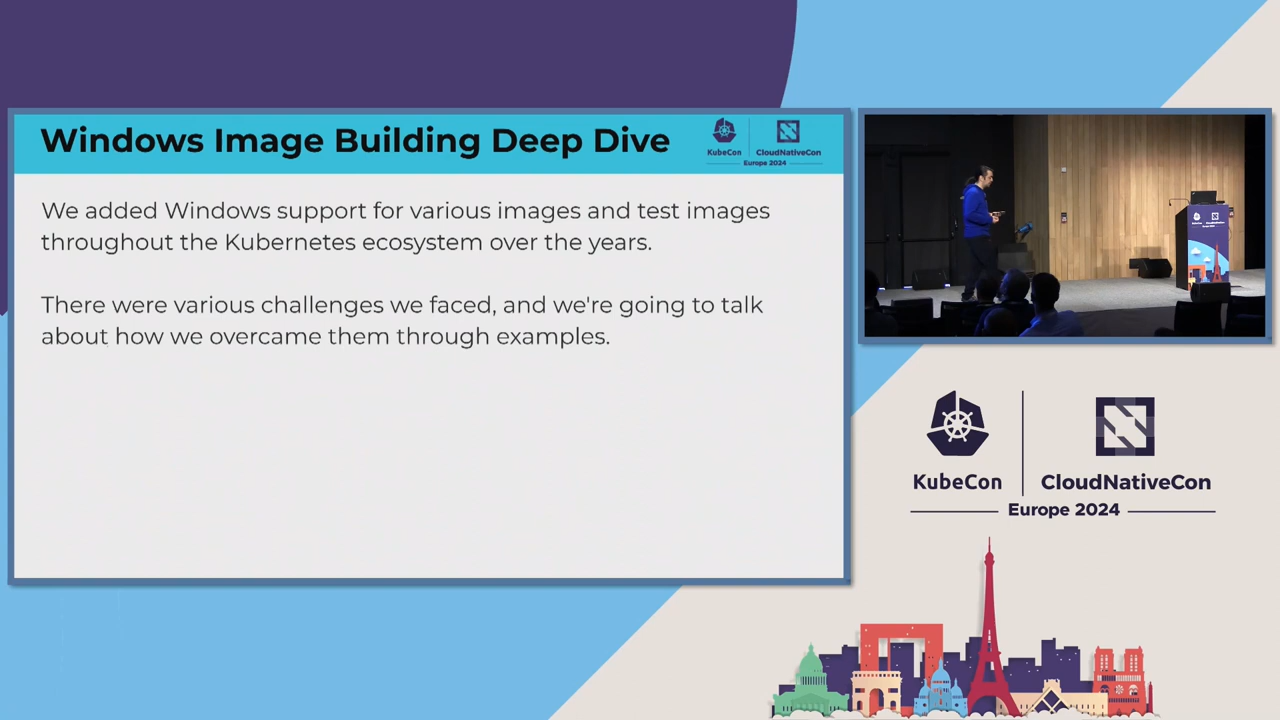 Windows Image Building Deep Dive
KubeCon
CloudNativeCon
Europe 2024
We added Windows support for various images and test images
throughout the Kubernetes ecosystem over the years.
There were various challenges we faced, and we're going to talk
about how we overcame them through examples.
KubeCon
CloudNativeCon
Europe 2024